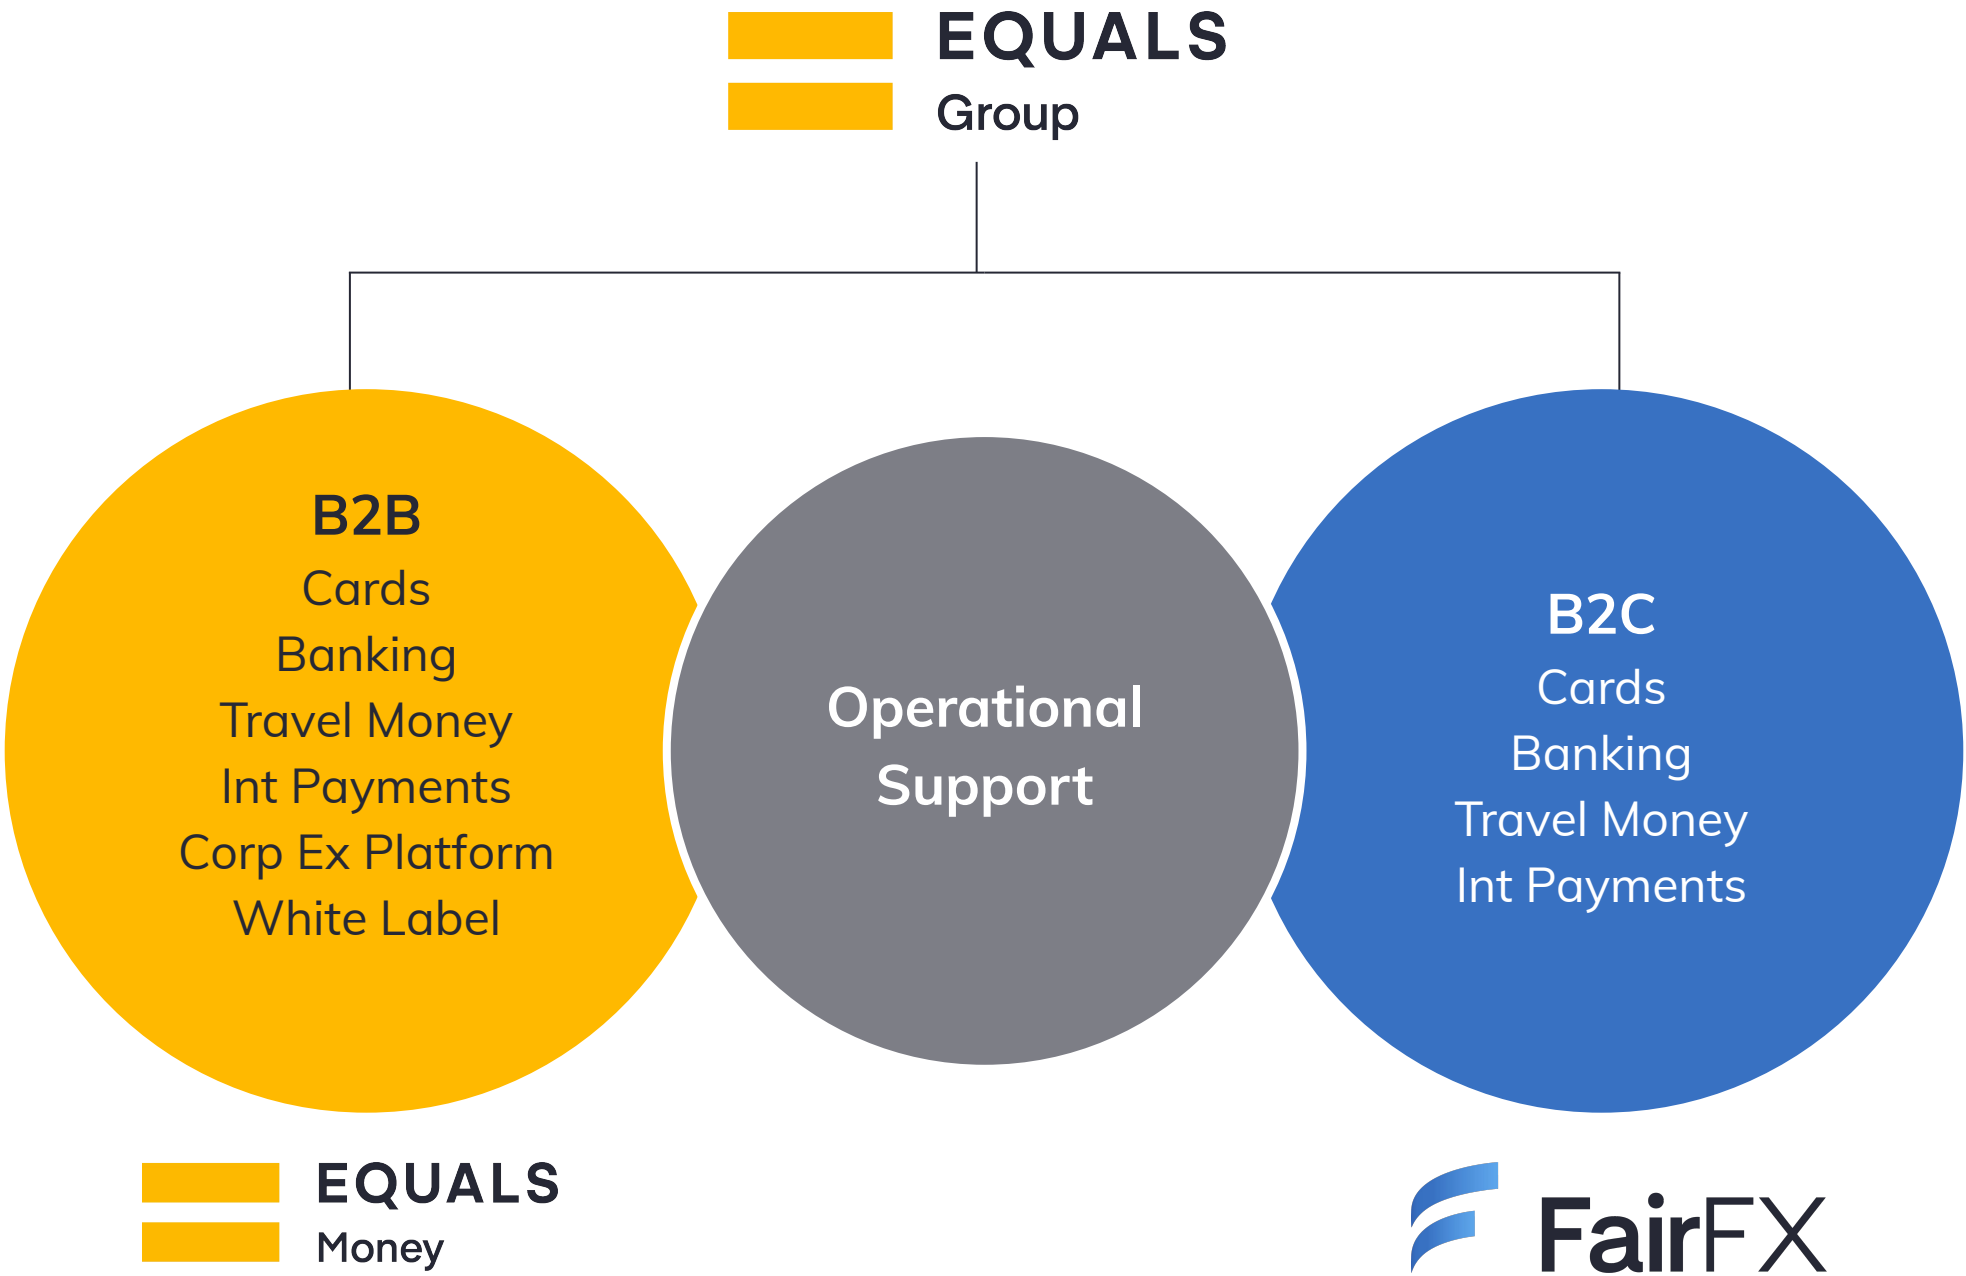 EQUALS
Group
B2B
Cards
Banking
Travel Money
Int Payments
Corp Ex Platform
White Label
Operational
Support
B2C
Cards
Banking
Travel Money
Int Payments
EQUALS
Money
FairFX